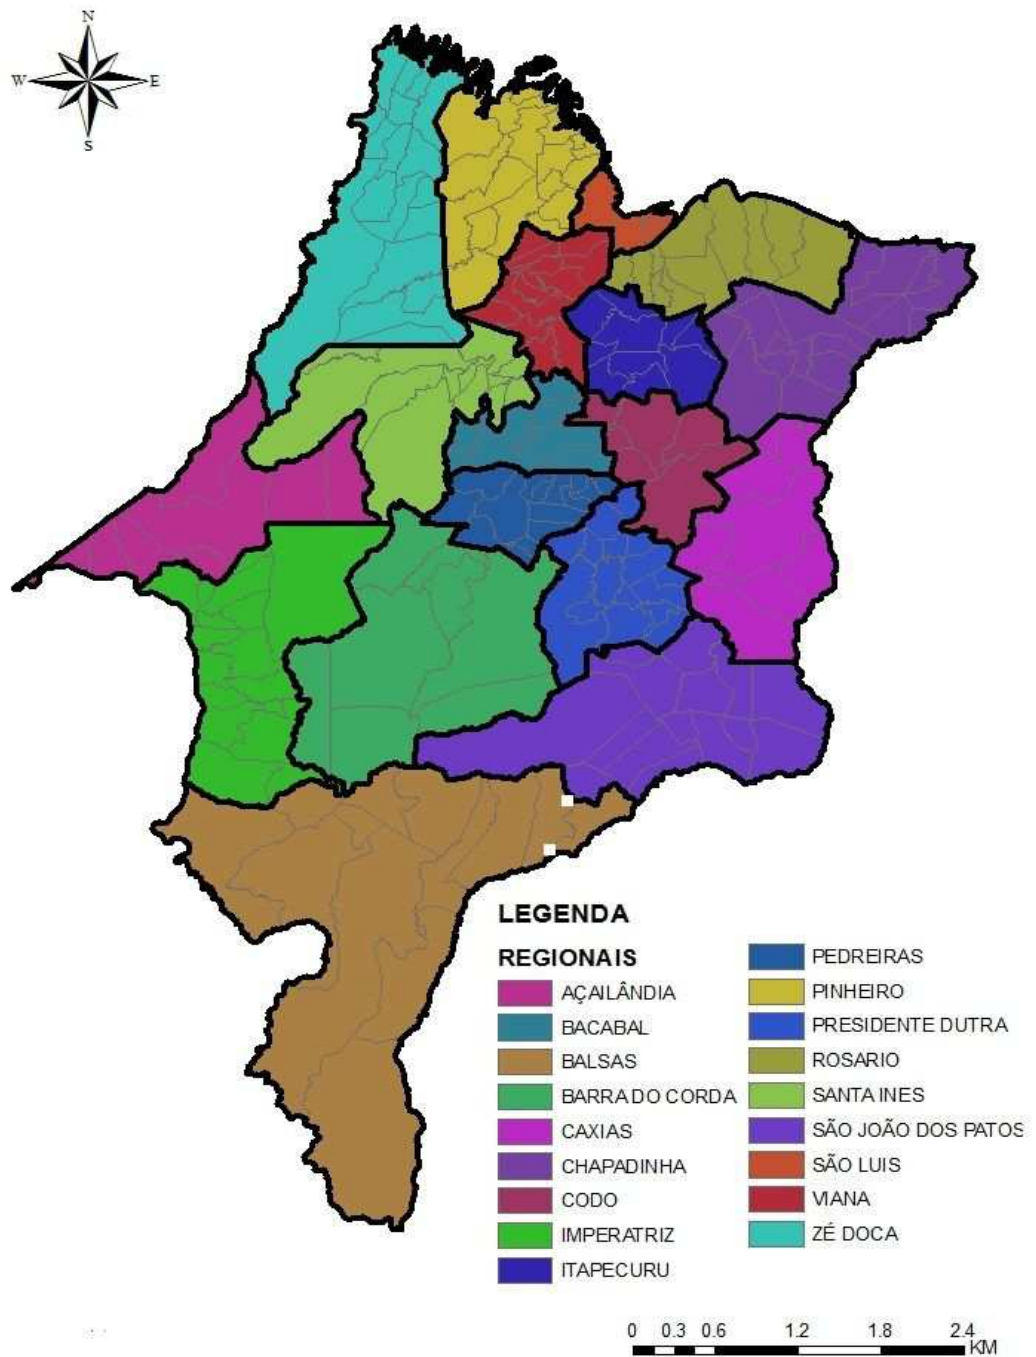 N
W E
S
LEGENDA
REGIONAIS
AÇAILÂNDIA
BACABAL
BALSAS
BARRA DO CORDA
CAXIAS
CHAPADINHA
CODO
IMPERATRIZ
ITAPECURU
PEDREIRAS
PINHEIRO
PRESIDENTE DUTRA
ROSARIO
SANTA INES
SÃO JOÃO DOS PATOS
SÃO LUIS
VIANA
ZÉ DOCA
0 0.3 0.6 1.2 1.8 2.4
KM